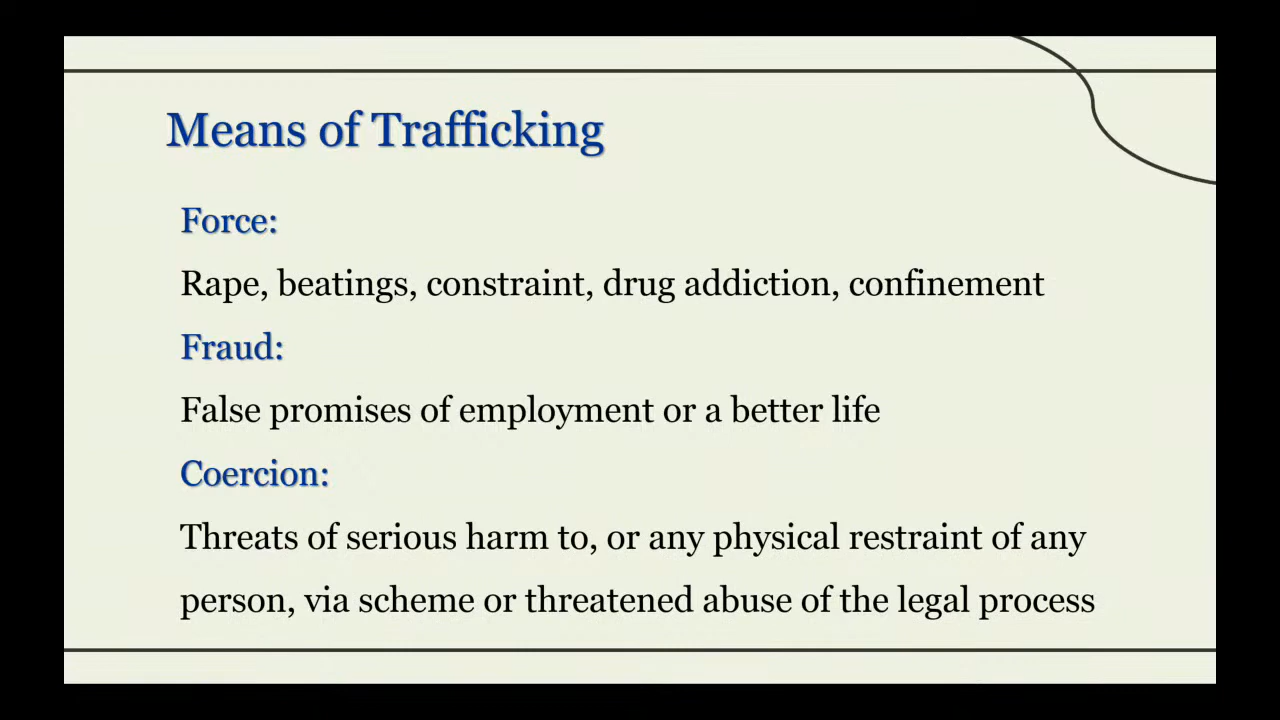 Means of Trafficking
Force:
Rape, beatings, constraint, drug addiction, confinement
Fraud:
False promises of employment or a better life
Coercion:
Threats of serious harm to, or any physical restraint of any
person, via scheme or threatened abuse of the legal process